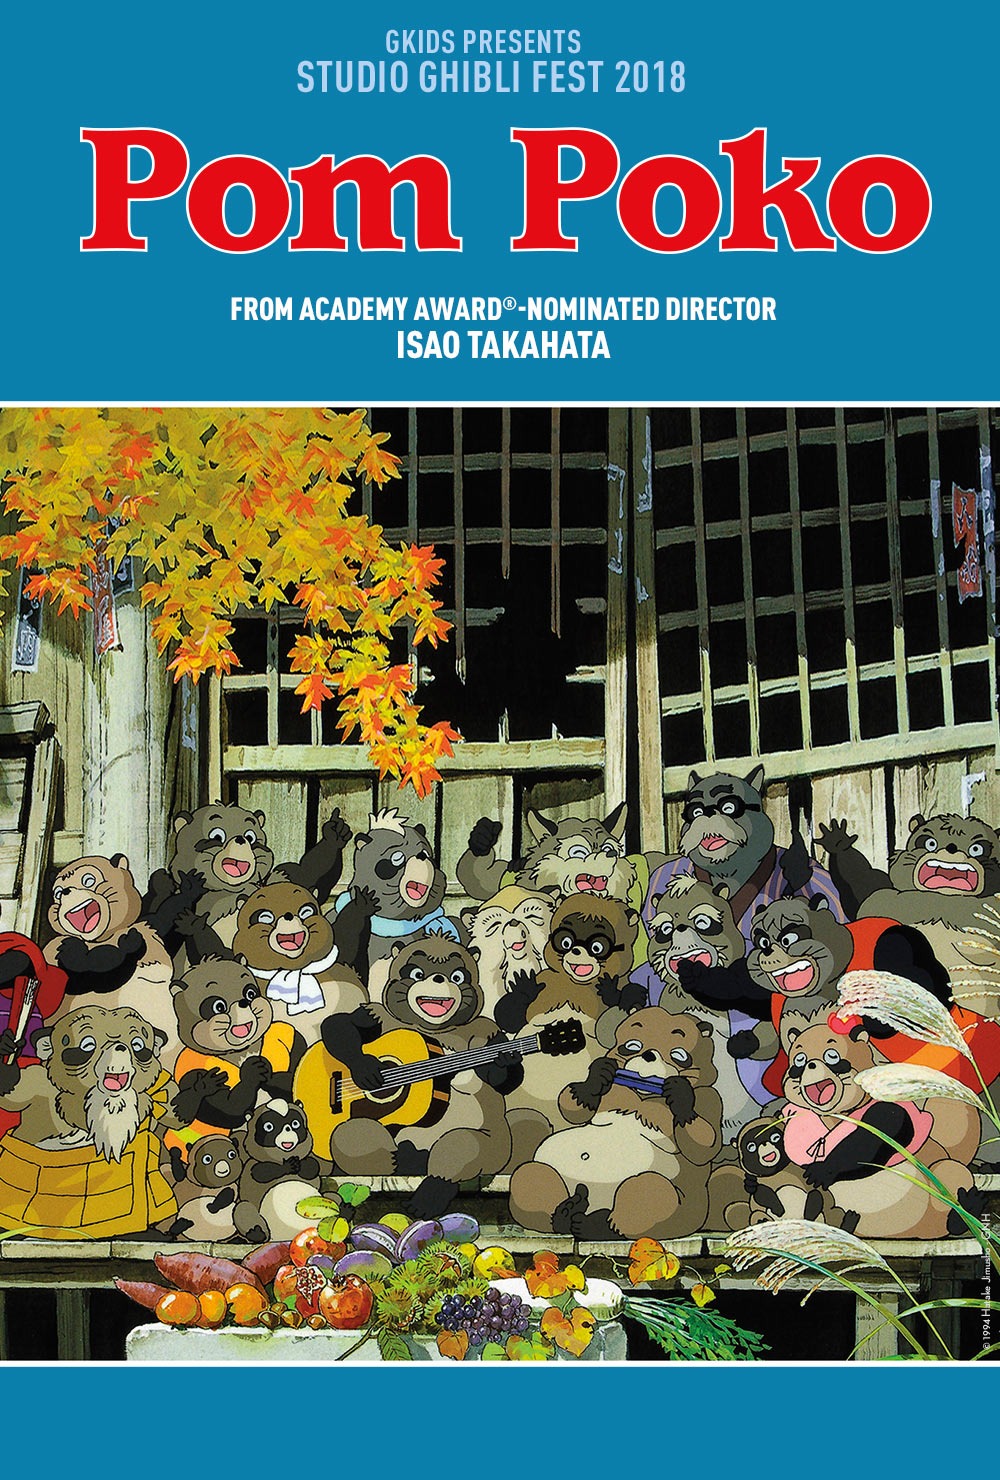 GKIDS PRESENTS
STUDIO GHIBLI FEST 2018
Pom Poko
FROM ACADEMY AWARD®-NOMINATED DIRECTOR
ISAO TAKAHATA
© 1994 Hatake Jimusho - GNH